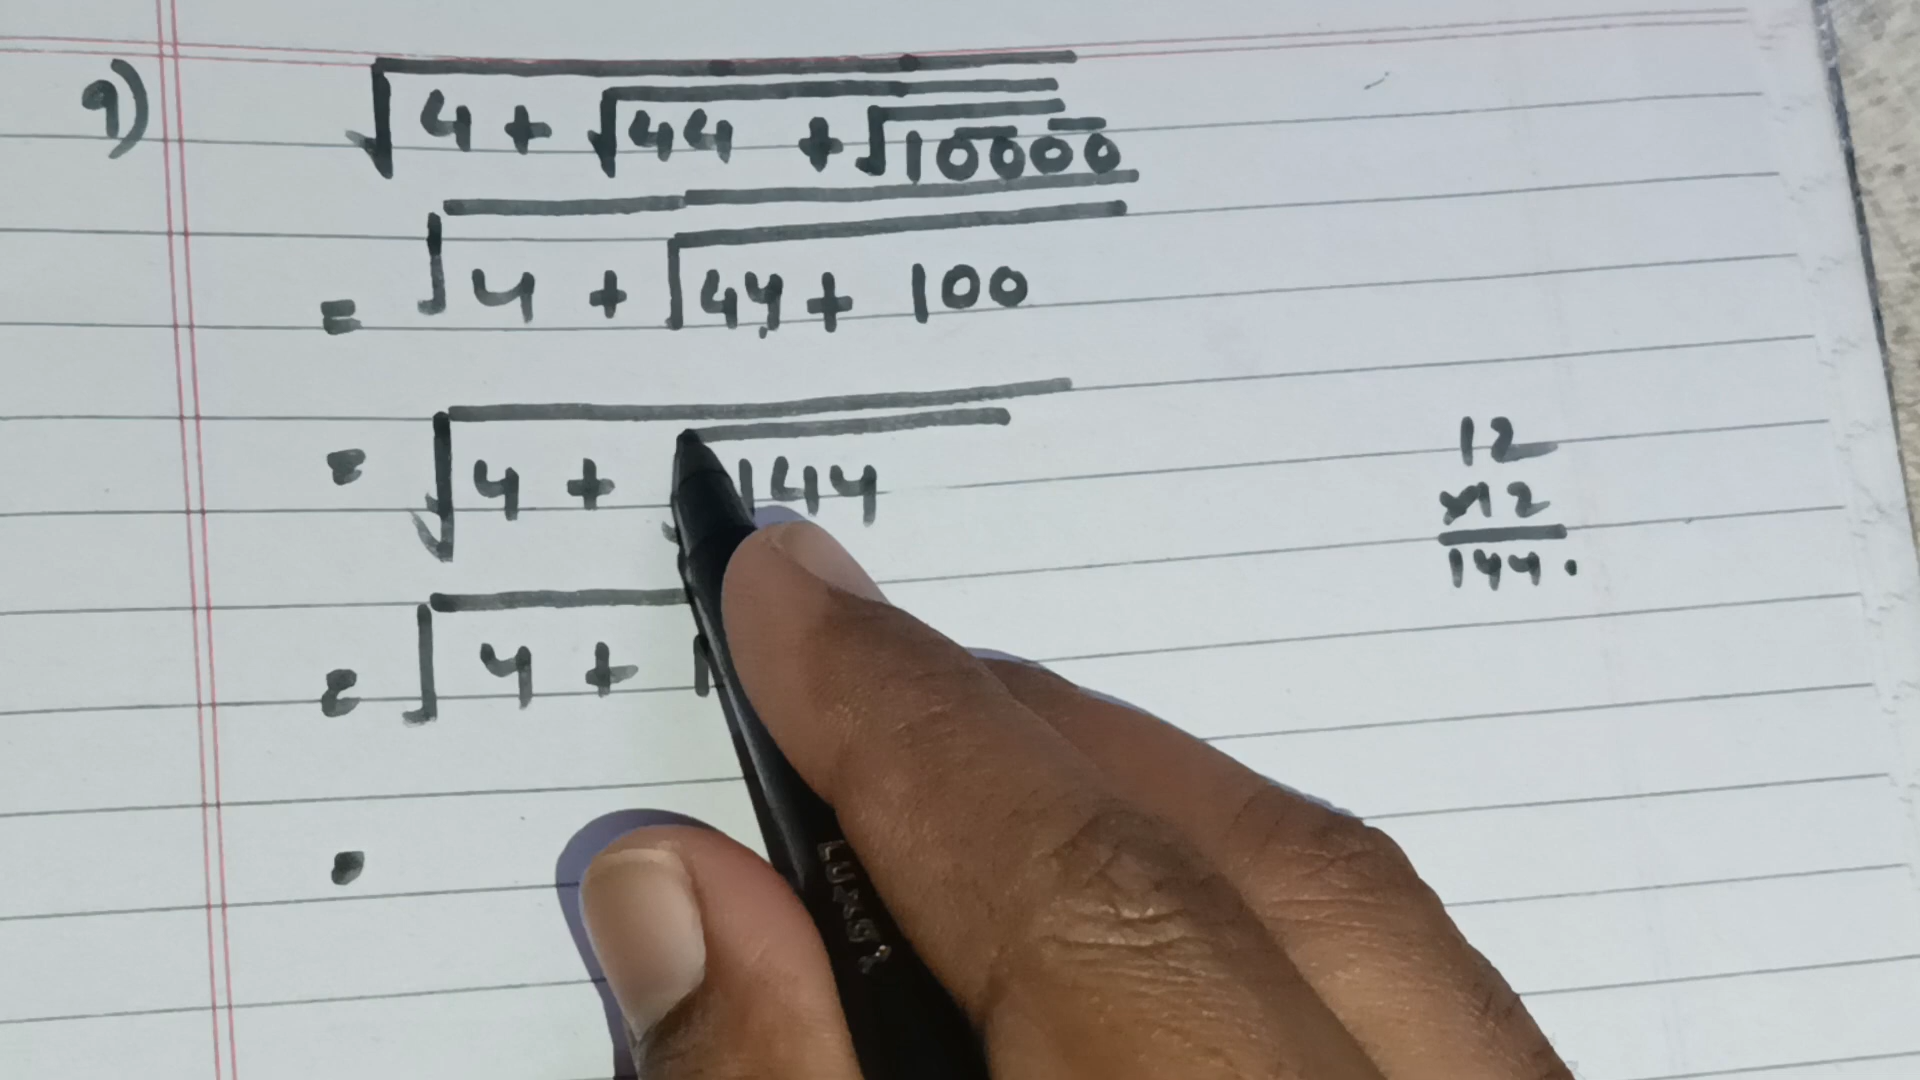 9) √4 + √44 + √10000
= √4 + √44 + 100
= √4 + √144
= √4 + 1
12
×12
144.
Luxor